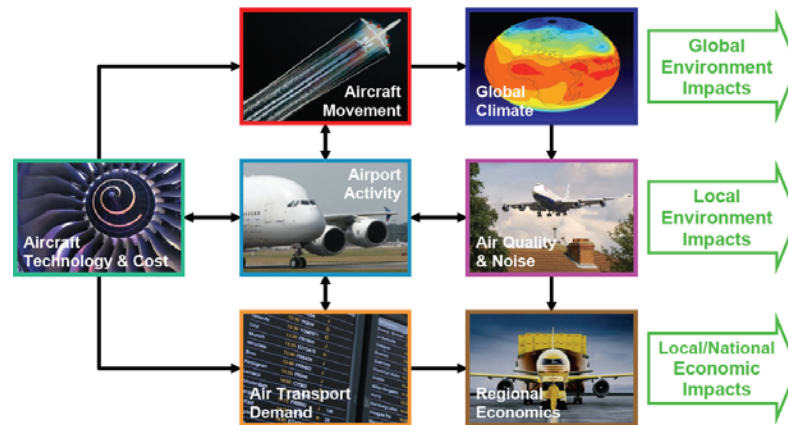 Aircraft
Movement
Global
Climate
Global
Environment
Impacts
Aircraft
Technology & Cost
Airport
Activity
Air Quality
& Noise
Local
Environment
Impacts
Air Transport
Demand
Regional
Economics
Local/National
Economic
Impacts